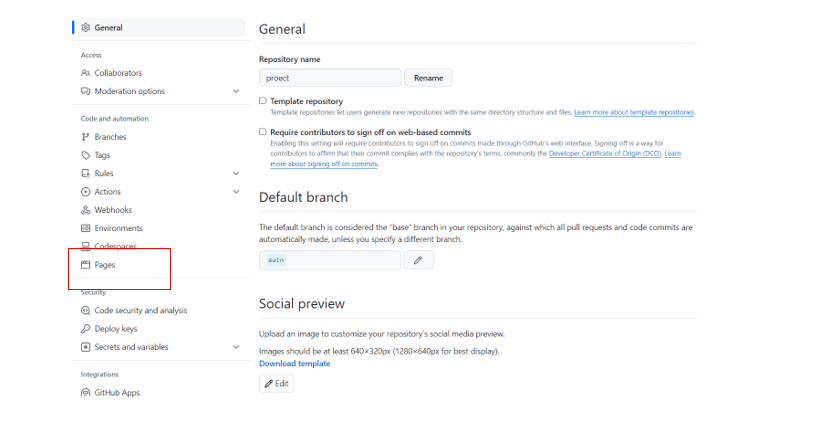 General
Access
Collaborators
Moderation options
Code and automation
Branches
Tags
Rules
Actions
Webhooks
Environments
Codespaces
Pages
Security
Code security and analysis
Deploy keys
Secrets and variables
Integrations
GitHub Apps
General
Repository name
proect
Rename
Template repository
Template repositories let users generate new repositories with the same directory structure and files. Learn more about template repositories.
Require contributors to sign off on web-based commits
Enabling this setting will require contributors to sign off on commits made through GitHub's web interface. Signing off is a way for
contributors to affirm that their commit complies with the repository's terms, commonly the Developer Certificate of Origin (DCO). Learn
more about signing off on commits.
Default branch
The default branch is considered the "base" branch in your repository, against which all pull requests and code commits are
automatically made, unless you specify a different branch.
main
Social preview
Upload an image to customize your repository's social media preview.
Images should be at least 640×320px (1280×640px for best display).
Download template
Edit